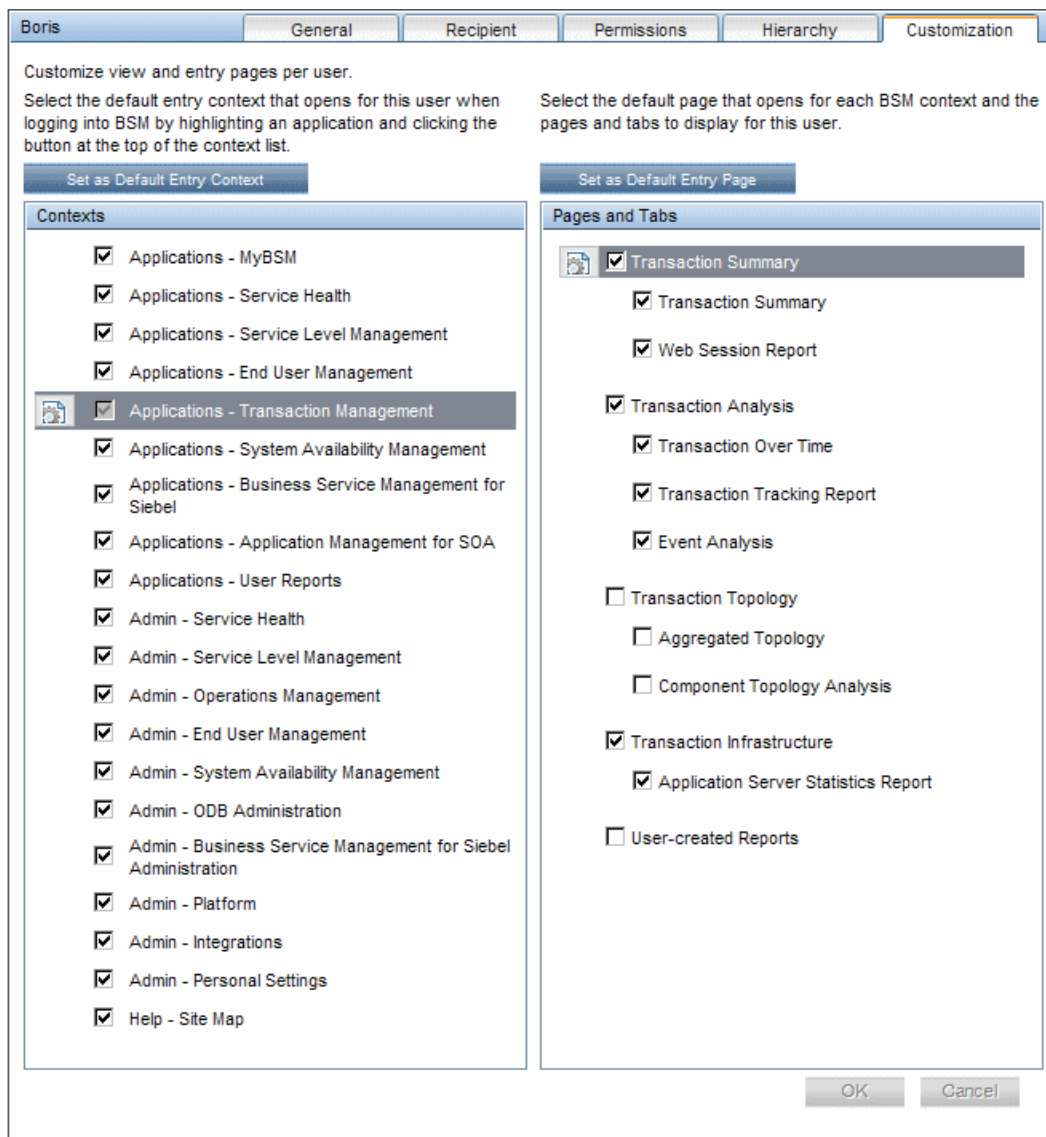 Boris
General
Recipient
Permissions
Hierarchy
Customization
Customize view and entry pages per user.
Select the default entry context that opens for this user when
logging into BSM by highlighting an application and clicking the
button at the top of the context list.
Set as Default Entry Context
Contexts
Applications - MyBSM
Applications - Service Health
Applications - Service Level Management
Applications - End User Management
Applications - Transaction Management
Applications - System Availability Management
Applications - Business Service Management for
Siebel
Applications - Application Management for SOA
Applications - User Reports
Admin - Service Health
Admin - Service Level Management
Admin - Operations Management
Admin - End User Management
Admin - System Availability Management
Admin - ODB Administration
Admin - Business Service Management for Siebel
Administration
Admin - Platform
Admin - Integrations
Admin - Personal Settings
Help - Site Map
Select the default page that opens for each BSM context and the
pages and tabs to display for this user.
Set as Default Entry Page
Pages and Tabs
Transaction Summary
Transaction Summary
Web Session Report
Transaction Analysis
Transaction Over Time
Transaction Tracking Report
Event Analysis
Transaction Topology
Aggregated Topology
Component Topology Analysis
Transaction Infrastructure
Application Server Statistics Report
User-created Reports
OK
Cancel